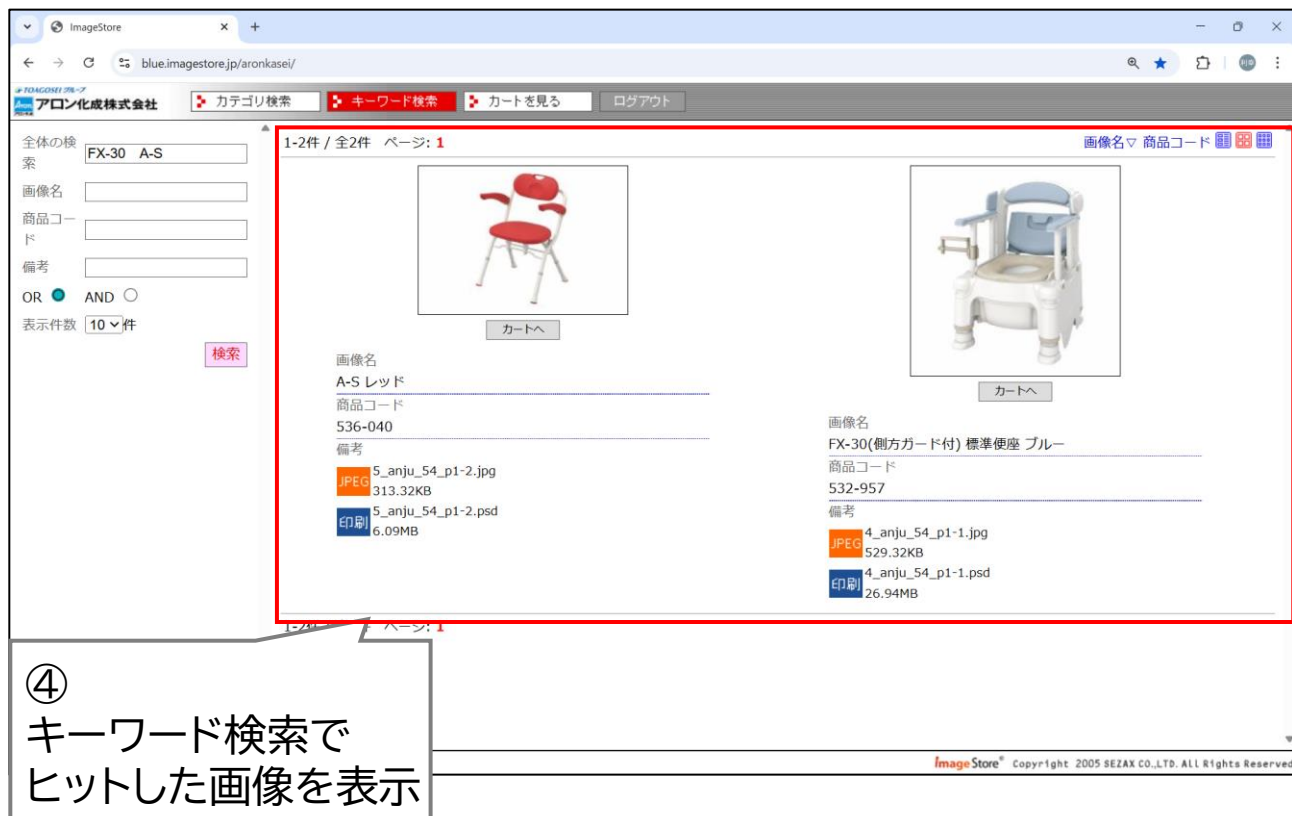 ImageStore
blue.imagestore.jp/aronkasei/
TOAGOSEI グループ
アロン化成株式会社
カテゴリ検索
キーワード検索
カートを見る
ログアウト
全体の検
索
FX-30 A-S
画像名
商品コー
ド
備考
OR AND
表示件数 10 件
検索
1-2件 / 全2件 ページ: 1
画像名▽ 商品コード
カートへ
画像名
A-S レッド
商品コード
536-040
備考
JPEG
5_anju_54_p1-2.jpg
313.32KB
印刷
5_anju_54_p1-2.psd
6.09MB
カートへ
画像名
FX-30(側方ガード付) 標準便座 ブルー
商品コード
532-957
備考
JPEG
4_anju_54_p1-1.jpg
529.32KB
印刷
4_anju_54_p1-1.psd
26.94MB
ページ: 1
④
キーワード検索で
ヒットした画像を表示
ImageStore® Copyright 2005 SEZAX CO.,LTD. ALL Rights Reserved